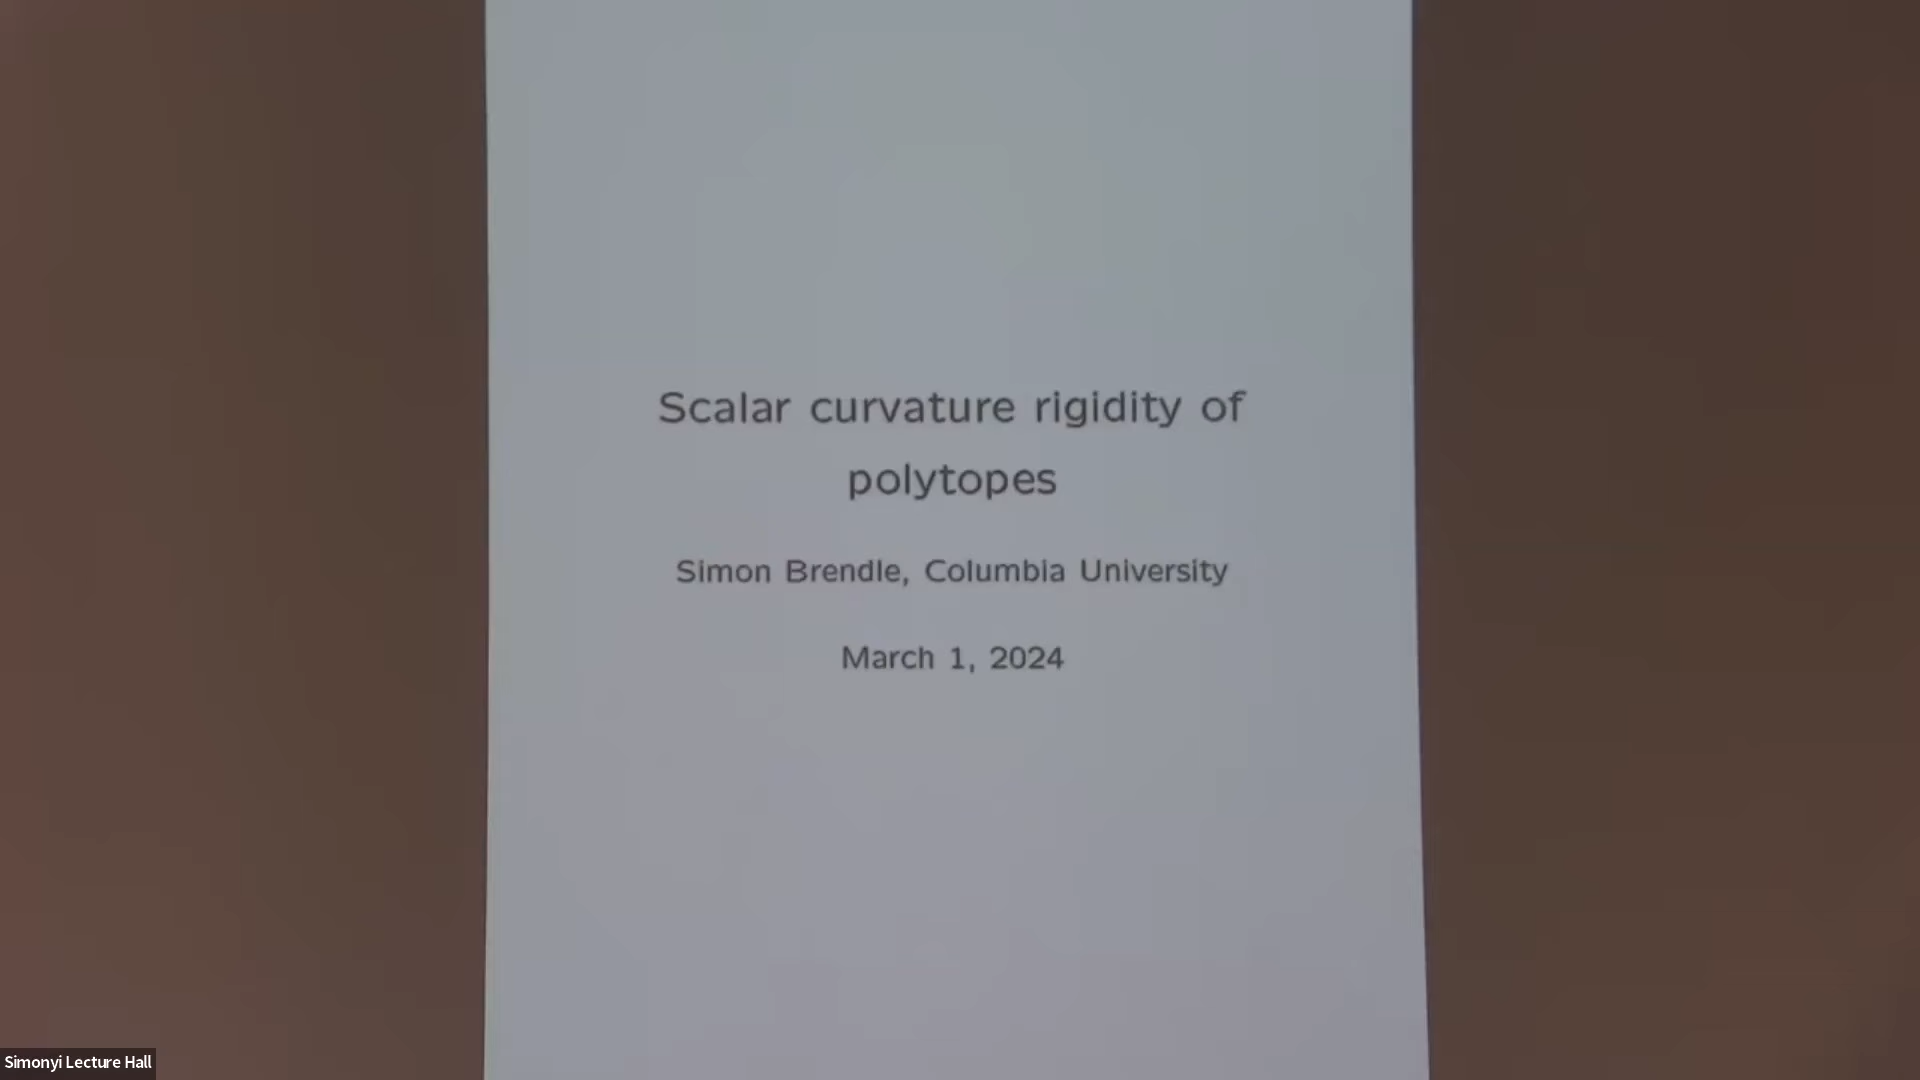 Scalar curvature rigidity of
polytopes
Simon Brendle, Columbia University
March 1, 2024
Simonyi Lecture Hall